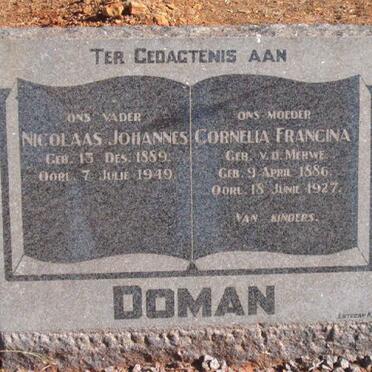 TER GEDAGTENIS AAN
ONS VADER
NICOLAAS JOHANNES
GEB. 13 DES. 1889.
OORL. 7 JULIE 1949.
ONS MOEDER
CORNELIA FRANCINA
GEB. V. D. MERWE.
GEB. 9 APRIL 1886.
OORL. 18 JUNIE 1927.
VAN KINDERS.
DOMAN